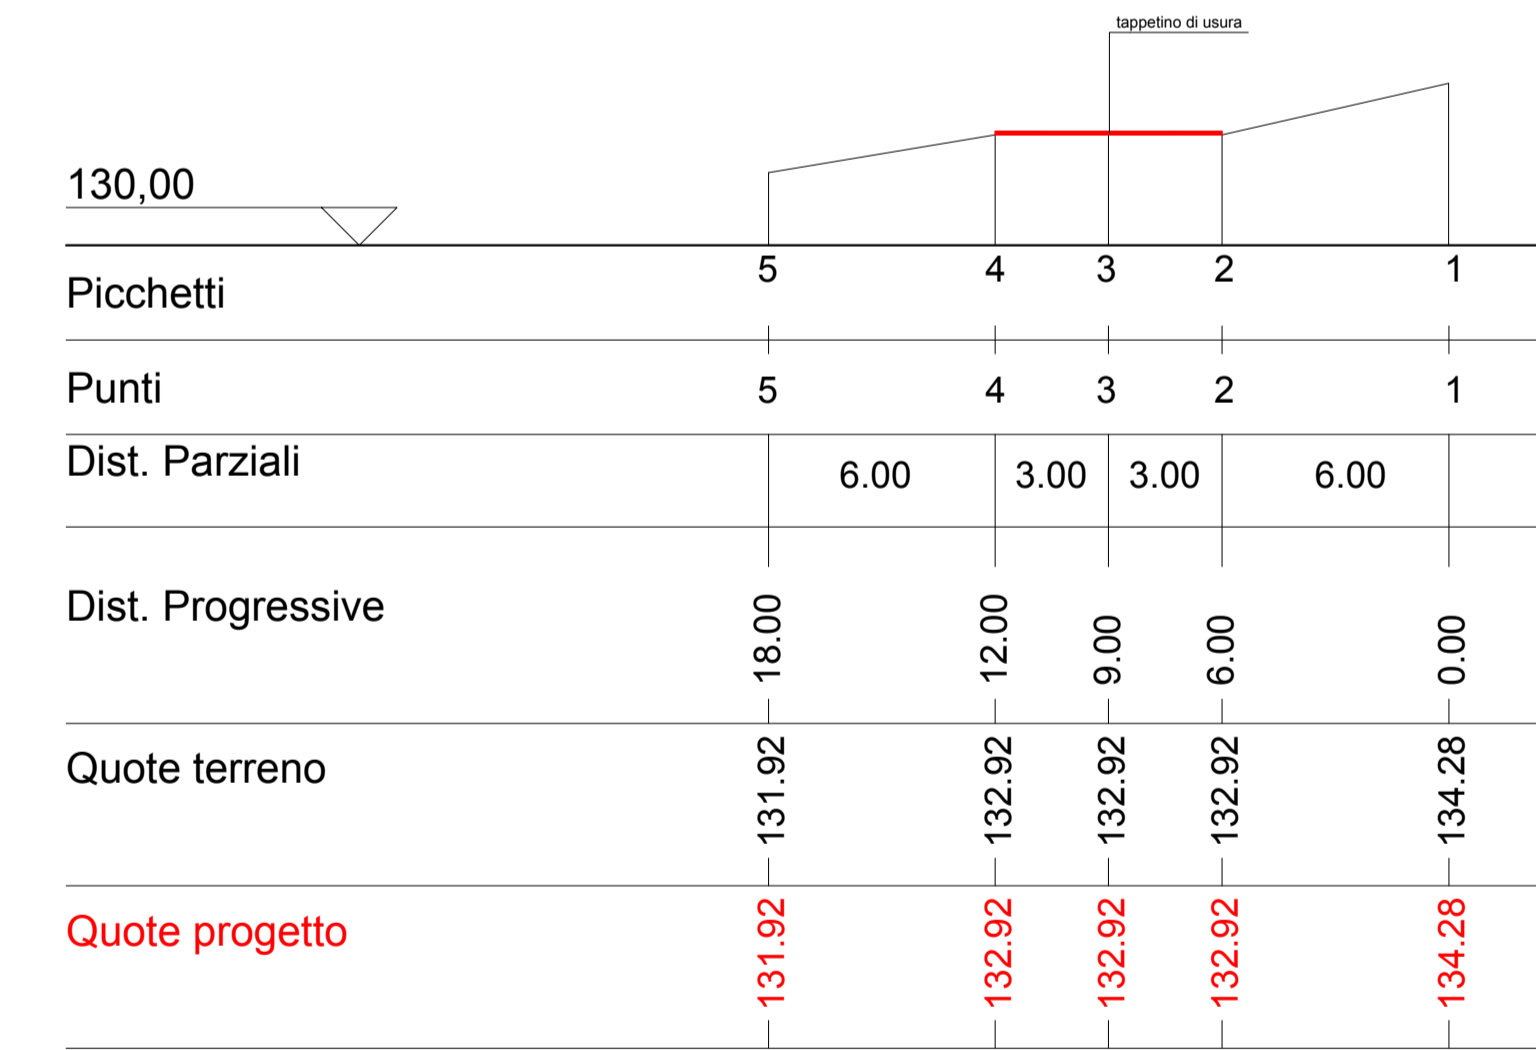 tappetino di usura
130,00
Picchetti 5 4 3 2 1
Punti 5 4 3 2 1
Dist. Parziali 6.00 3.00 3.00 6.00
Dist. Progressive 18.00 12.00 9.00 6.00 0.00
Quote terreno 131.92 132.92 132.92 132.92 134.28
Quote progetto 131.92 132.92 132.92 132.92 134.28